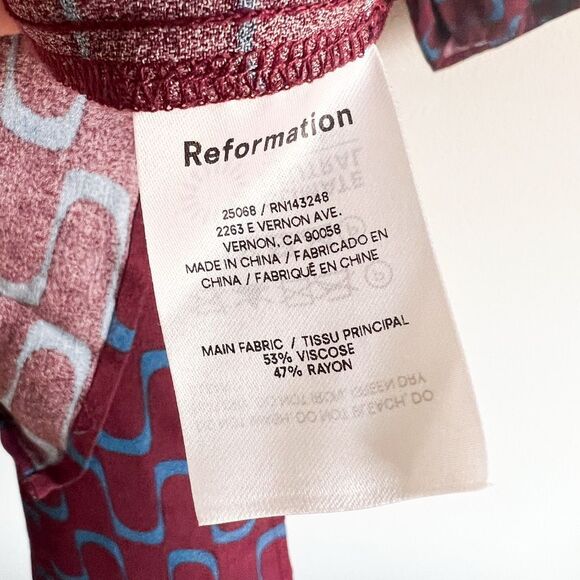 Reformation
25068 / RN143248
2263 E VERNON AVE.
VERNON, CA 90058
MADE IN CHINA / FABRICADO EN
CHINA / FABRIQUÉ EN CHINE
MAIN FABRIC / TISSU PRINCIPAL
53% VISCOSE
47% RAYON